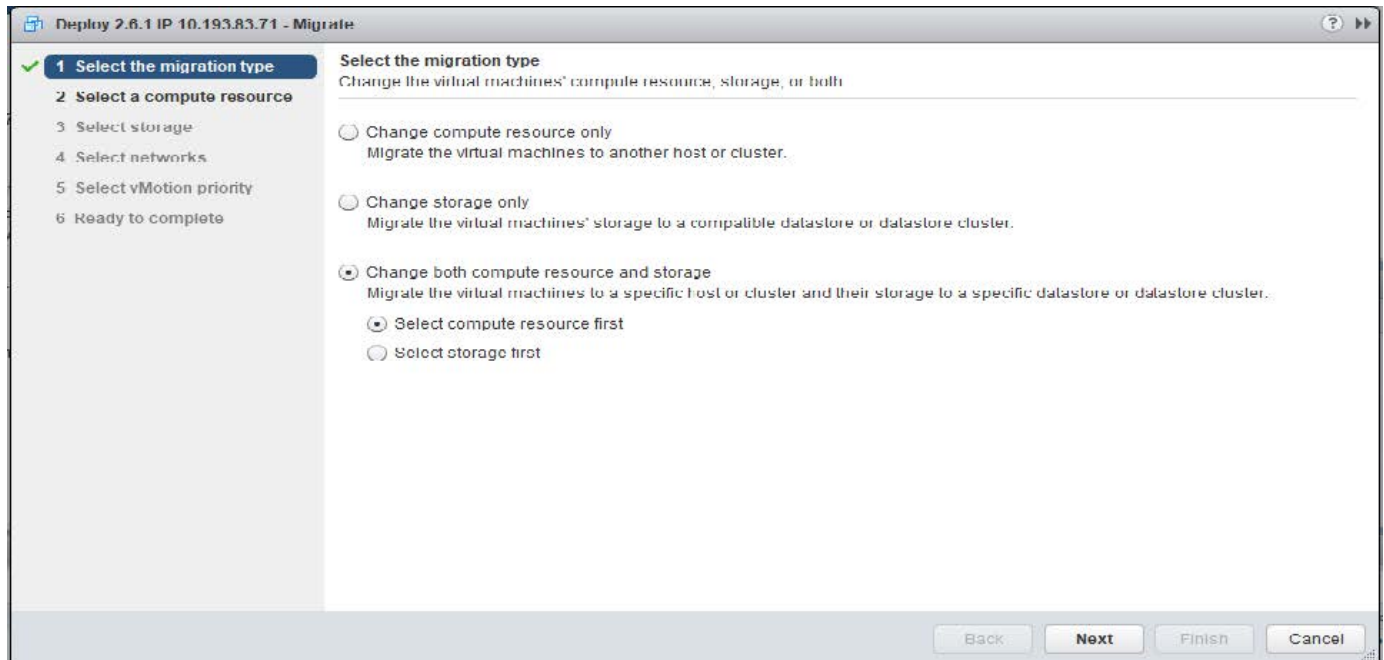 Deploy 2.6.1 IP 10.193.83.71 - Migrate
1 Select the migration type
2 Select a compute resource
3 Select storage
4 Select networks
5 Select vMotion priority
6 Ready to complete
Select the migration type
Change the virtual machines' compute resource, storage, or both
Change compute resource only
Migrate the virtual machines to another host or cluster.
Change storage only
Migrate the virtual machines' storage to a compatible datastore or datastore cluster.
Change both compute resource and storage
Migrate the virtual machines to a specific host or cluster and their storage to a specific datastore or datastore cluster.
Select compute resource first
Select storage first
Back Next Finish Cancel